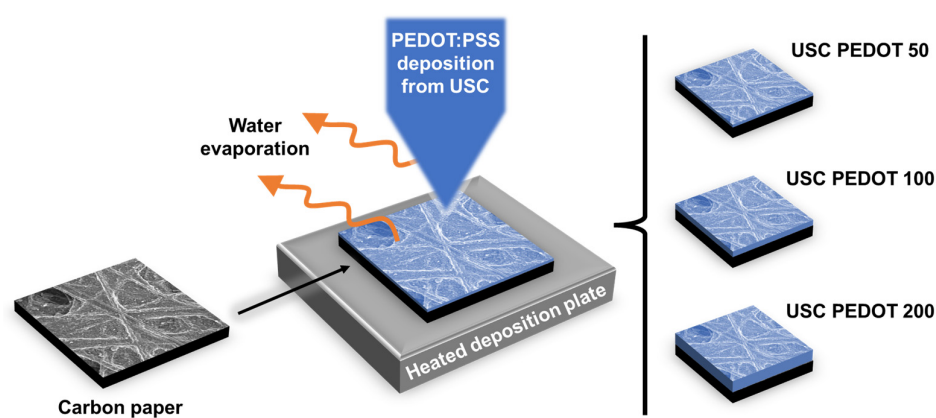 PEDOT:PSS
deposition
from USC
Water
evaporation
Heated deposition plate
Carbon paper
USC PEDOT 50
USC PEDOT 100
USC PEDOT 200